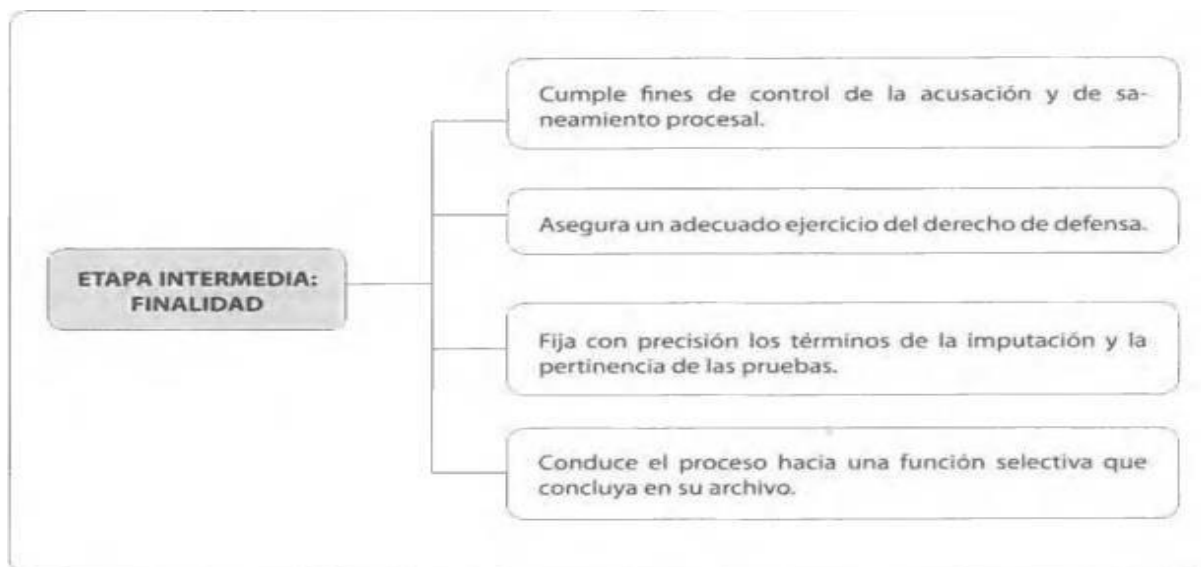 Cumple fines de control de la acusación y de sa-
neamiento procesal.
Asegura un adecuado ejercicio del derecho de defensa.
ETAPA INTERMEDIA:
FINALIDAD
Fija con precisión los términos de la imputación y la
pertinencia de las pruebas.
Conduce el proceso hacia una función selectiva que
concluya en su archivo.